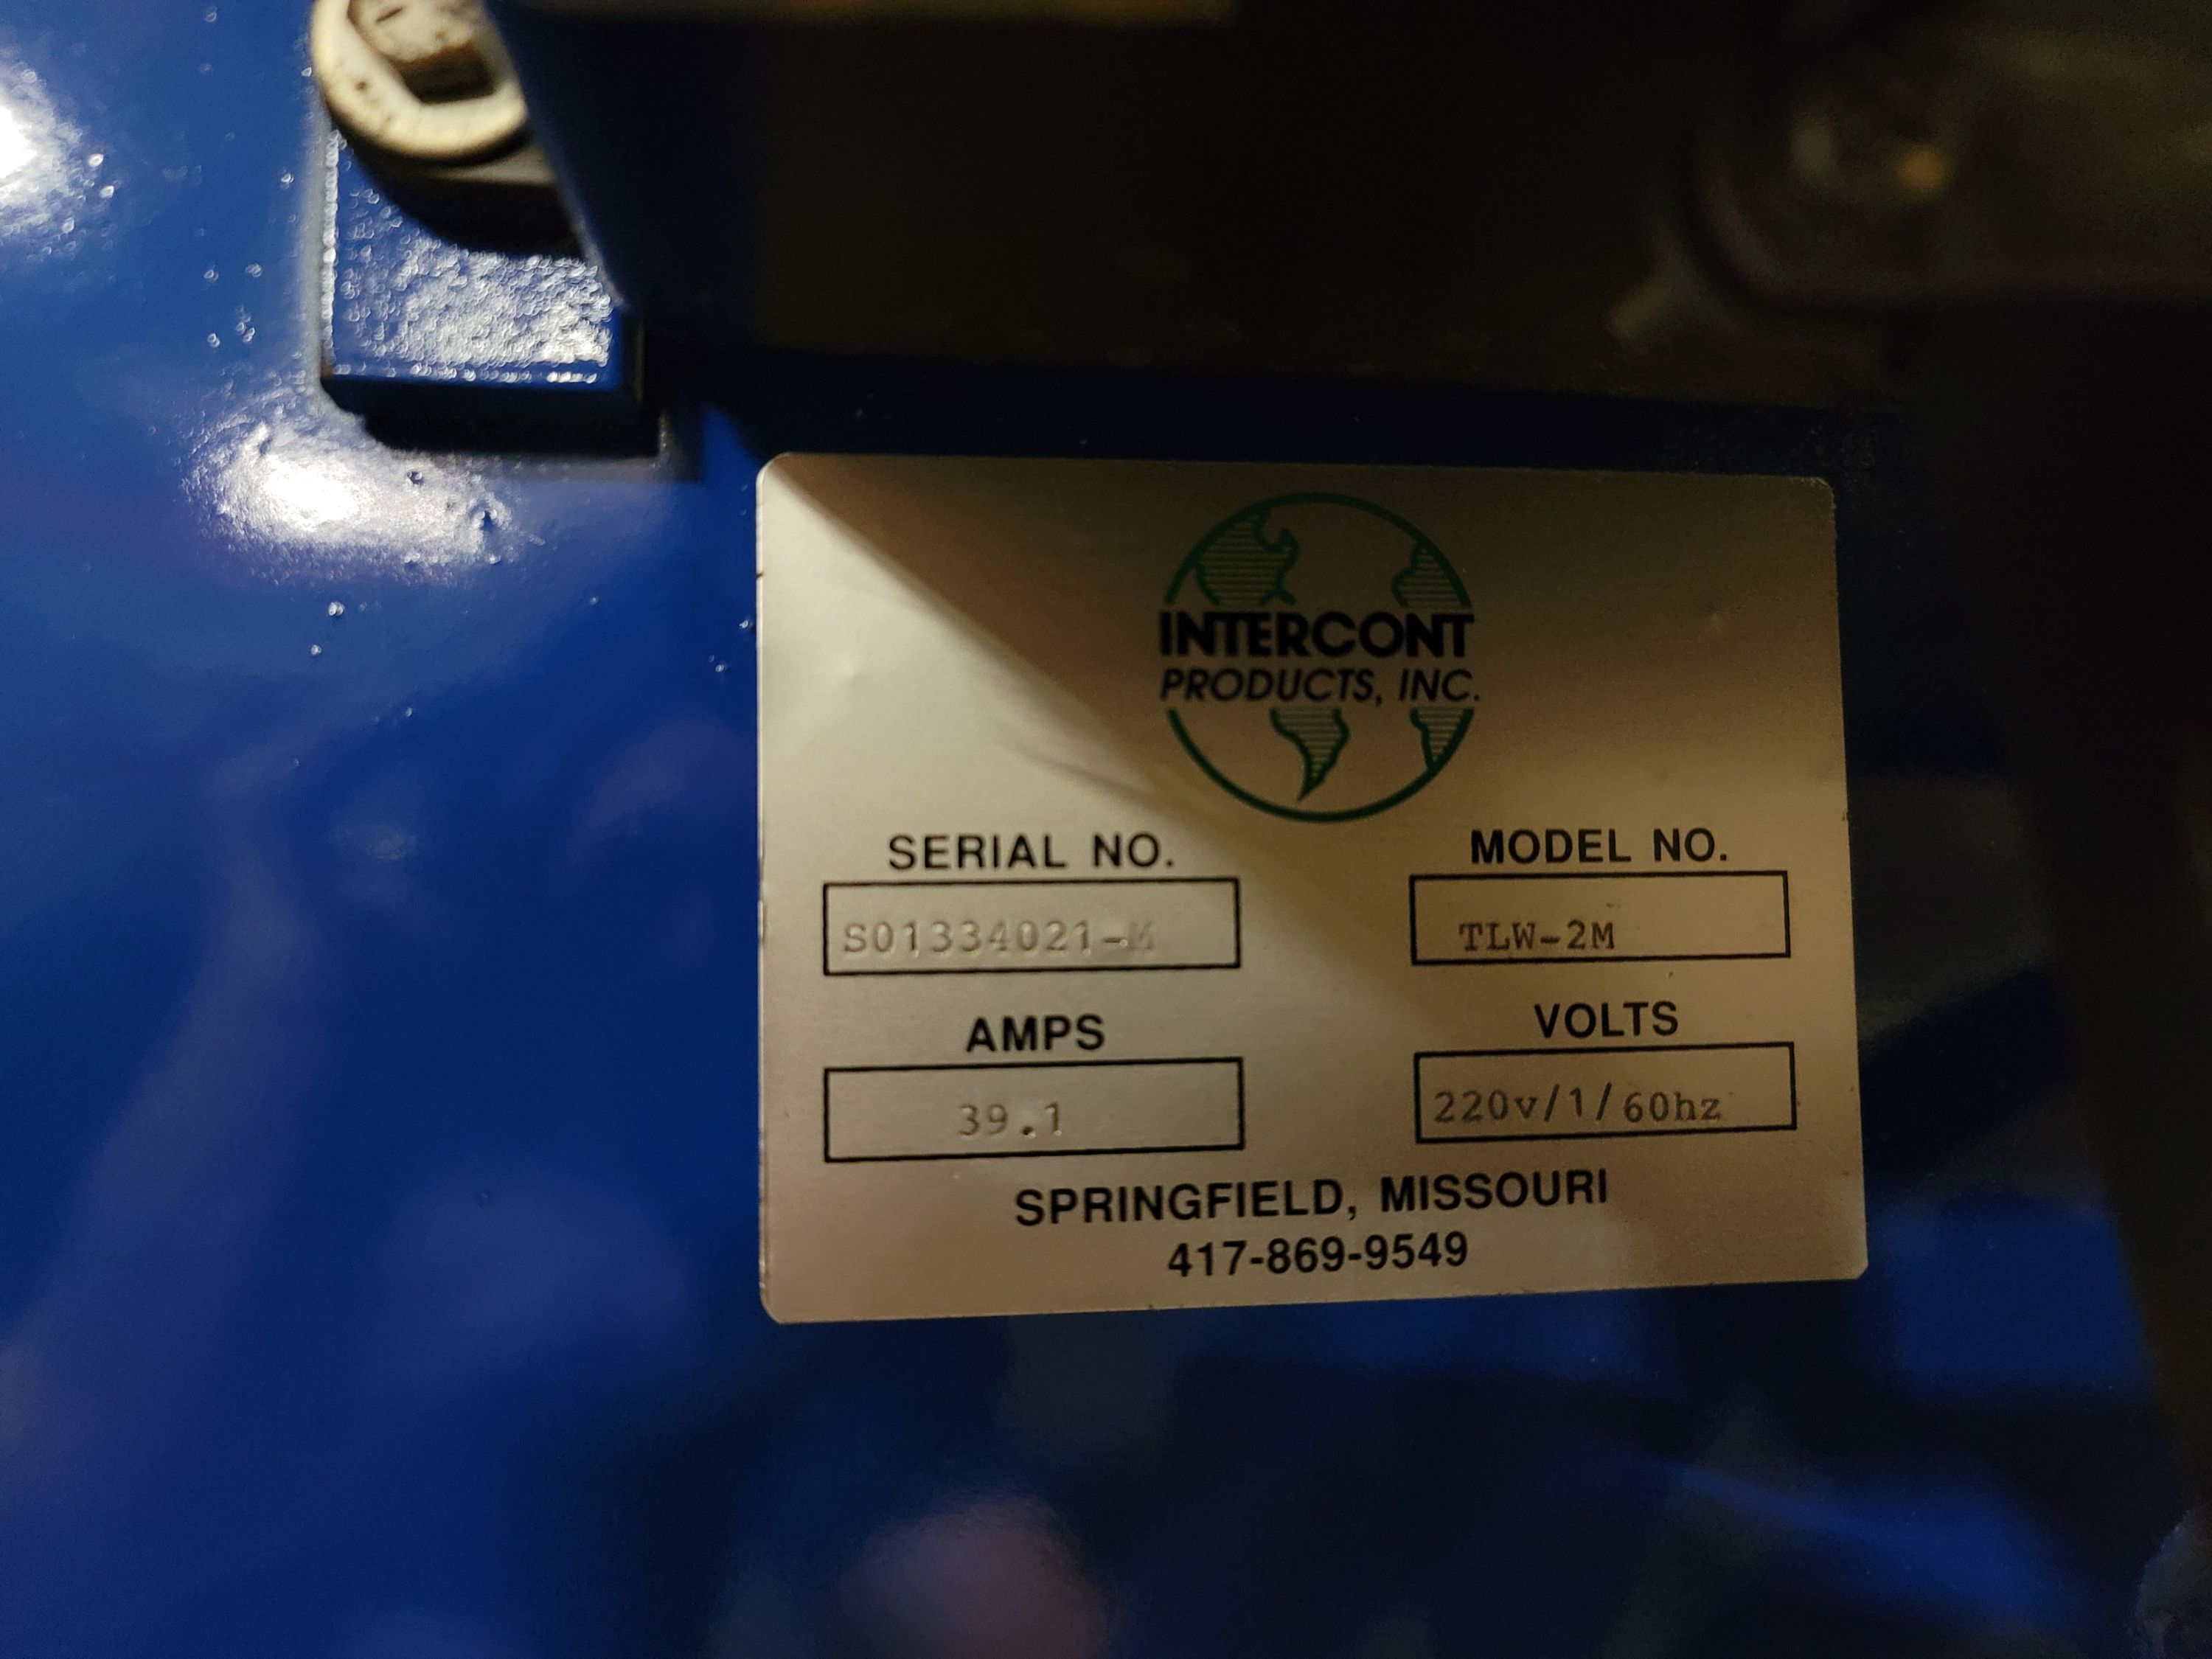 INTERCONT
PRODUCTS, INC.
SERIAL NO. MODEL NO.
S01334021-M TLW-2M
AMPS VOLTS
39.1 220v/1/60hz
SPRINGFIELD, MISSOURI
417-869-9549